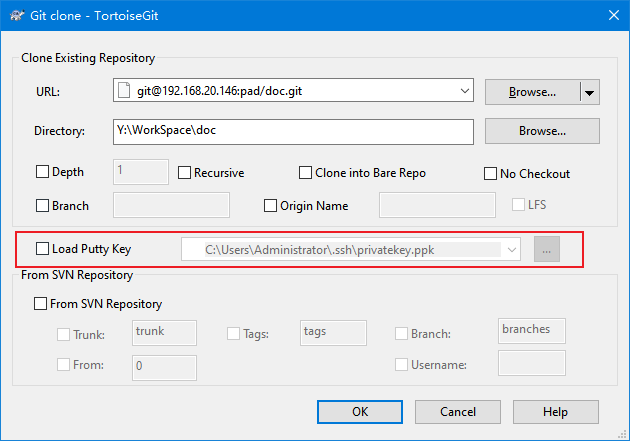 Git clone - TortoiseGit
Clone Existing Repository
URL: git@192.168.20.146:pad/doc.git Browse...
Directory: Y:\WorkSpace\doc Browse...
Depth 1 Recursive Clone into Bare Repo No Checkout
Branch Origin Name LFS
Load Putty Key C:\Users\Administrator\.ssh\privatekey.ppk ...
From SVN Repository
From SVN Repository
Trunk: trunk Tags: tags Branch: branches
From: 0 Username:
OK Cancel Help